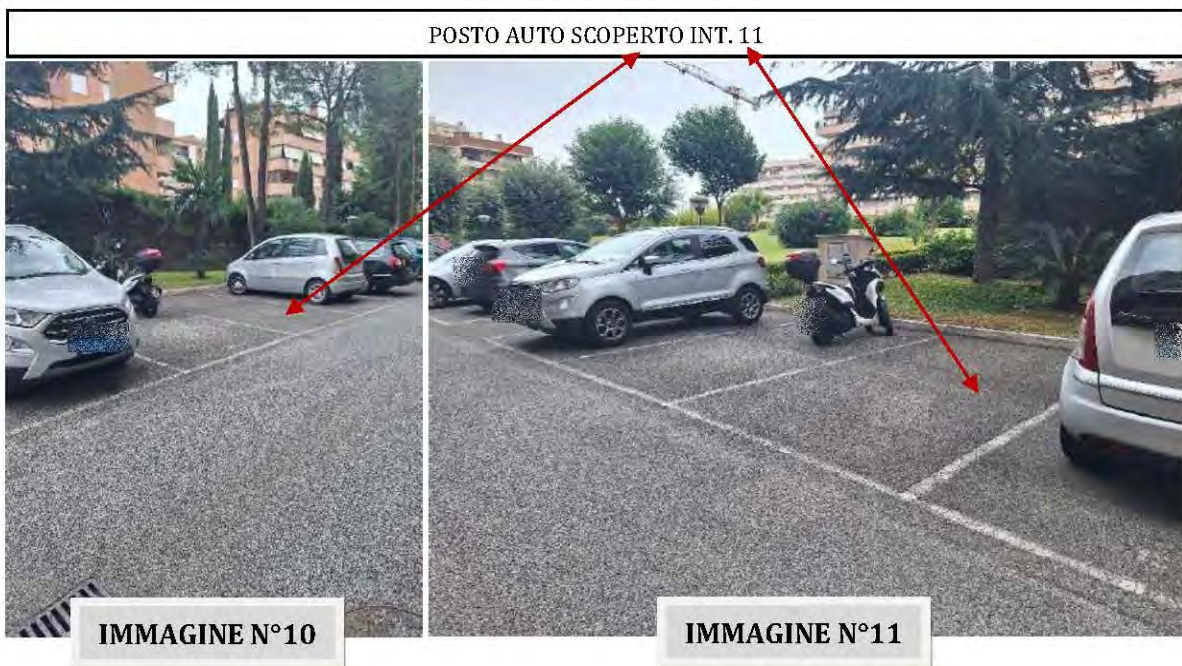 POSTO AUTO SCOPERTO INT. 11
IMMAGINE N°10
IMMAGINE N°11